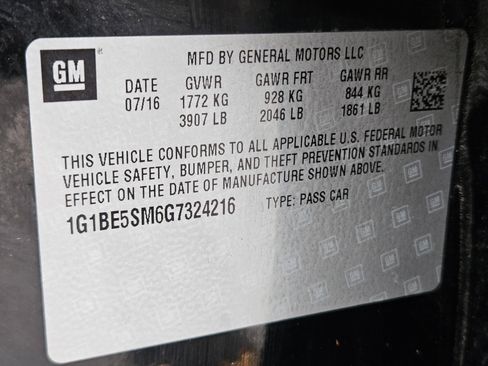 GM
MFD BY GENERAL MOTORS LLC
DATE GVWR GAWR FRT GAWR RR
07/16 1772 KG 928 KG 844 KG
3907 LB 2046 LB 1861 LB
THIS VEHICLE CONFORMS TO ALL APPLICABLE U.S. FEDERAL MOTOR
VEHICLE SAFETY, BUMPER, AND THEFT PREVENTION STANDARDS IN
EFFECT ON THE DATE OF MANUFACTURE SHOWN ABOVE.
1G1BE5SM6G7324216 TYPE: PASS CAR